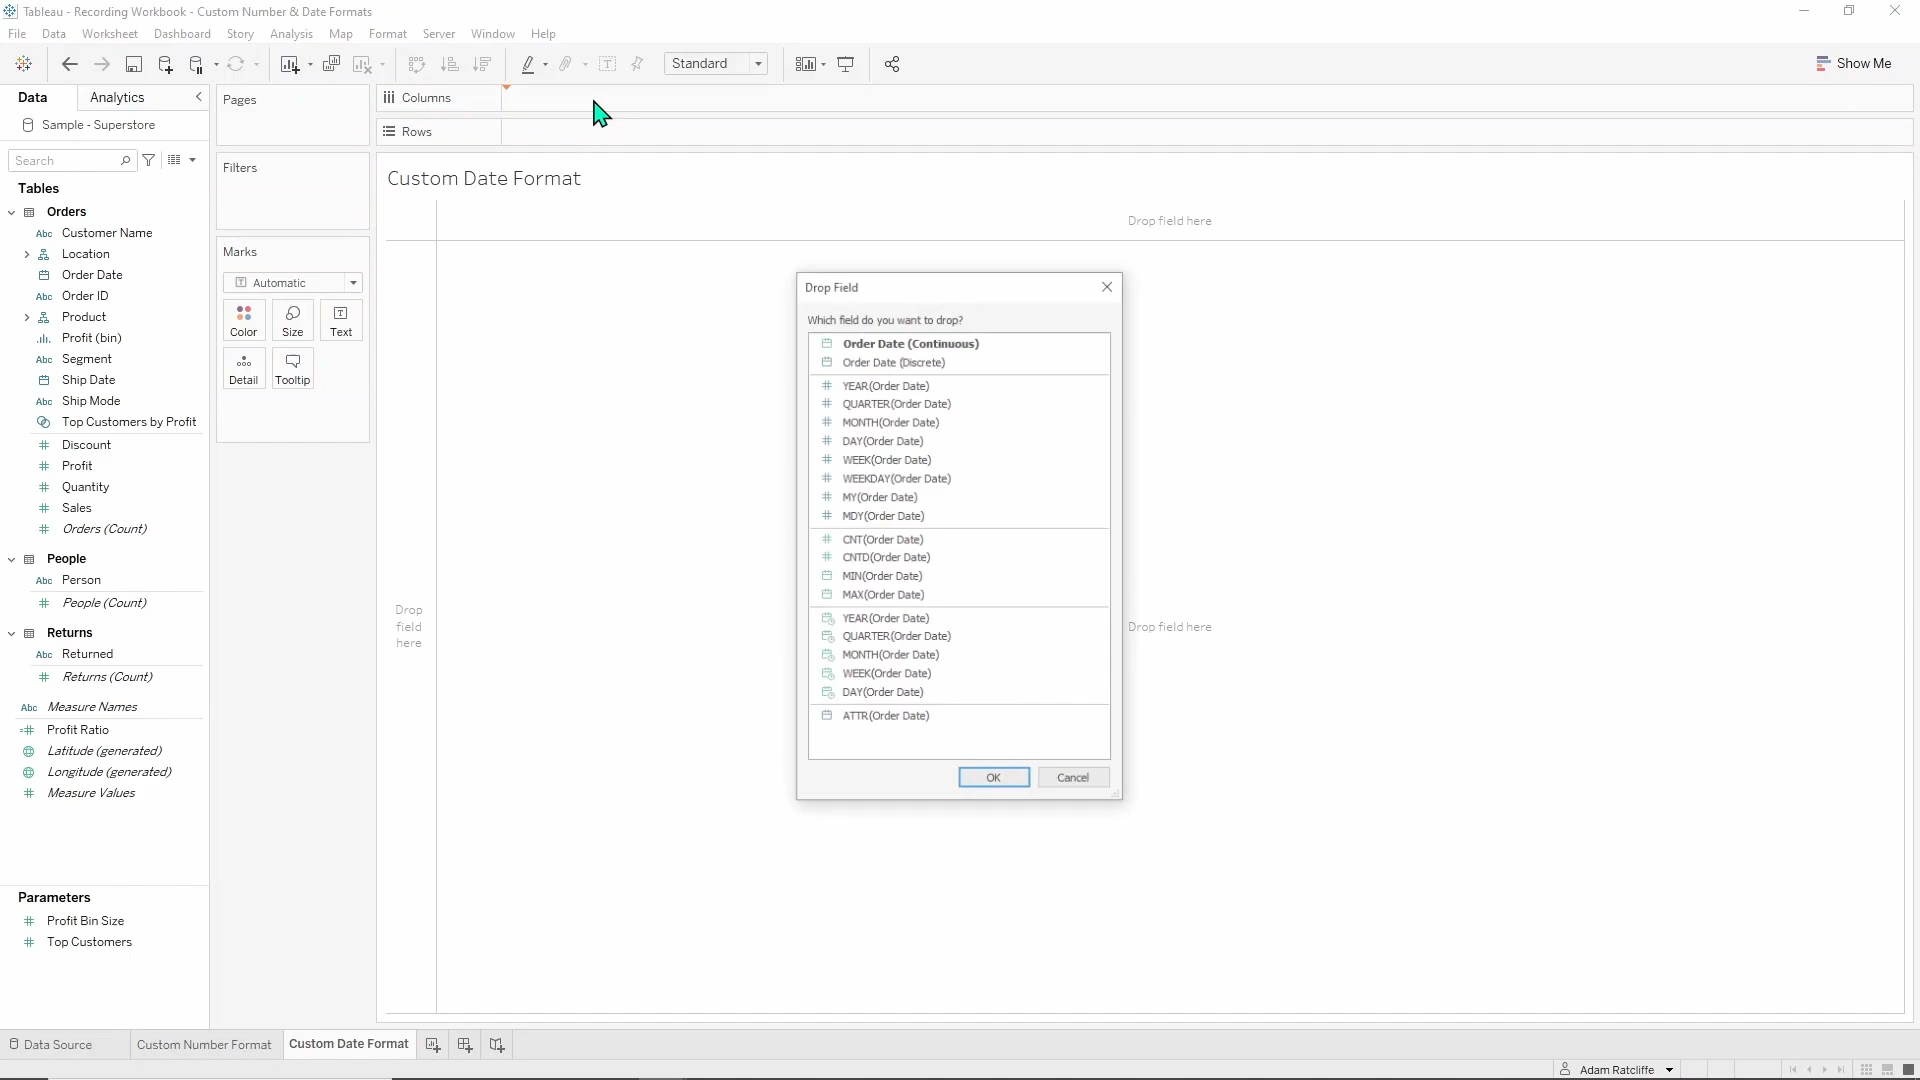 Tableau - Recording Workbook - Custom Number & Date Formats
File Data Worksheet Dashboard Story Analysis Map Format Server Window Help
Standard
Show Me
Data Analytics
Sample - Superstore
Search
Tables
Orders
Abc Customer Name
Location
Order Date
Abc Order ID
Product
Profit (bin)
Abc Segment
Ship Date
Abc Ship Mode
Top Customers by Profit
Discount
Profit
Quantity
Sales
Orders (Count)
People
Abc Person
People (Count)
Returns
Abc Returned
Returns (Count)
Abc Measure Names
Profit Ratio
Latitude (generated)
Longitude (generated)
Measure Values
Parameters
Profit Bin Size
Top Customers
Pages
Filters
Marks
Automatic
Color Size Text
Detail Tooltip
Columns
Rows
Custom Date Format
Drop field here
Drop
field
here
Drop field here
Drop Field
Which field do you want to drop?
Order Date (Continuous)
Order Date (Discrete)
YEAR(Order Date)
QUARTER(Order Date)
MONTH(Order Date)
DAY(Order Date)
WEEK(Order Date)
WEEKDAY(Order Date)
MY(Order Date)
MDY(Order Date)
CNT(Order Date)
CNTD(Order Date)
MIN(Order Date)
MAX(Order Date)
YEAR(Order Date)
QUARTER(Order Date)
MONTH(Order Date)
WEEK(Order Date)
DAY(Order Date)
ATTR(Order Date)
OK Cancel
Data Source Custom Number Format Custom Date Format
Adam Ratcliffe